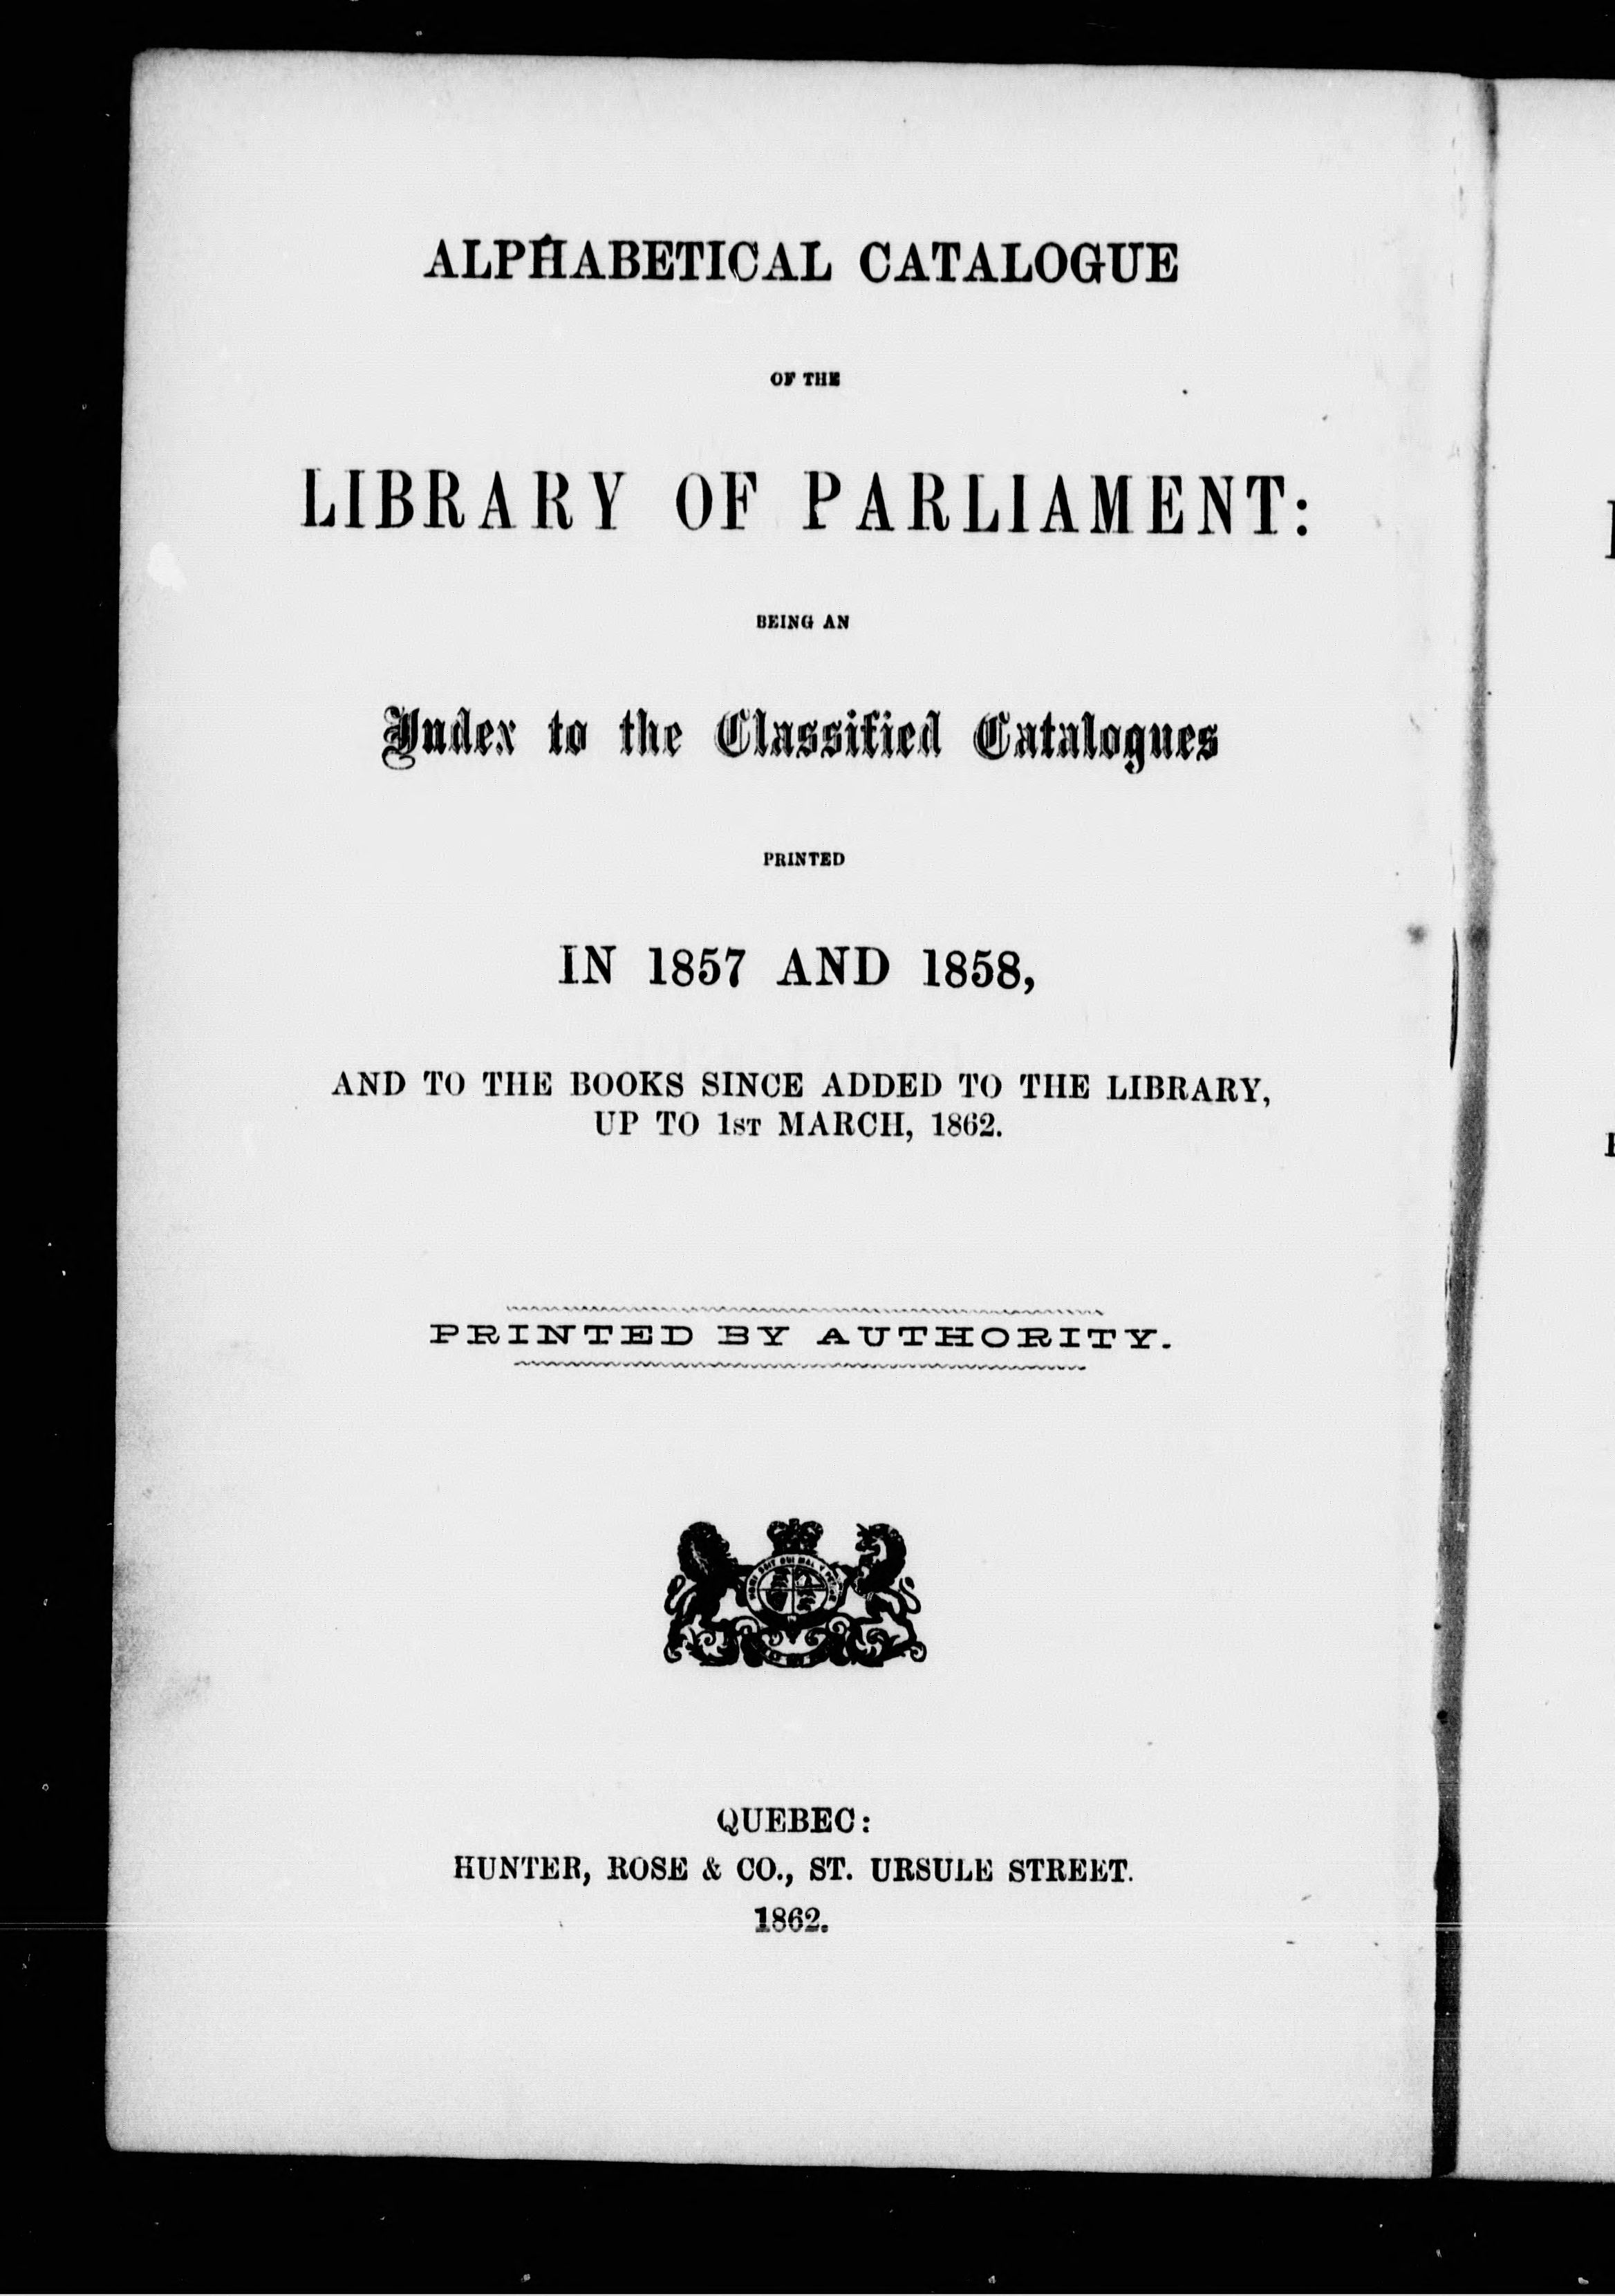 ALPHABETICAL CATALOGUE
OF THE
LIBRARY OF PARLIAMENT:
BEING AN
Index to the Classified Catalogues
PRINTED
IN 1857 AND 1858,
AND TO THE BOOKS SINCE ADDED TO THE LIBRARY,
UP TO 1ST MARCH, 1862.
PRINTED BY AUTHORITY.
QUEBEC:
HUNTER, ROSE & CO., ST. URSULE STREET.
1862.